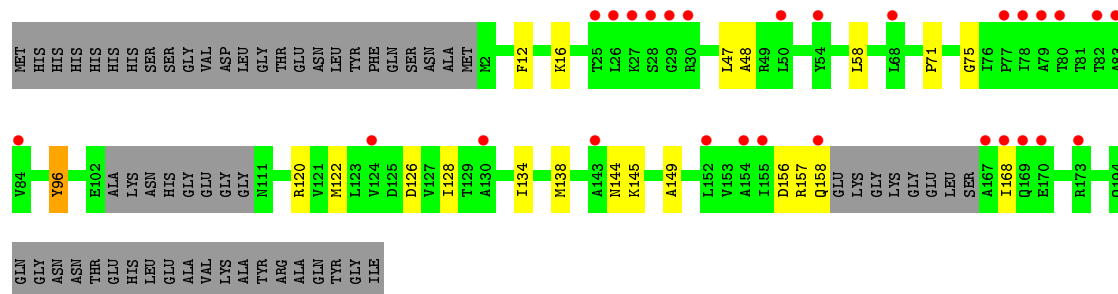 MET HIS HIS HIS HIS HIS HIS SER SER GLY VAL ASP LEU GLY THR GLU ASN LEU TYR PHE GLN SER ASN ALA MET M2 F12 K16 T25 L26 K27 S28 G29 R30 L47 A48 R49 L50 Y54 L58 L68 P71 G75 I76 P77 I78 A79 T80 T81 T82 A83
V84 Y96 E102 ALA LYS ASN HIS GLY GLU GLY GLY N111 R120 V121 M122 L123 V124 D125 D126 V127 I128 T129 A130 I134 M138 A143 N144 K145 A149 L152 V153 A154 I155 D156 R157 Q158 GLU LYS GLY LYS GLY GLU LEU SER A167 I168 Q169 E170 R173
GLN GLY ASN ASN THR GLU HIS LEU GLU ALA VAL LYS ALA TYR ARG ALA GLN TYR GLY ILE